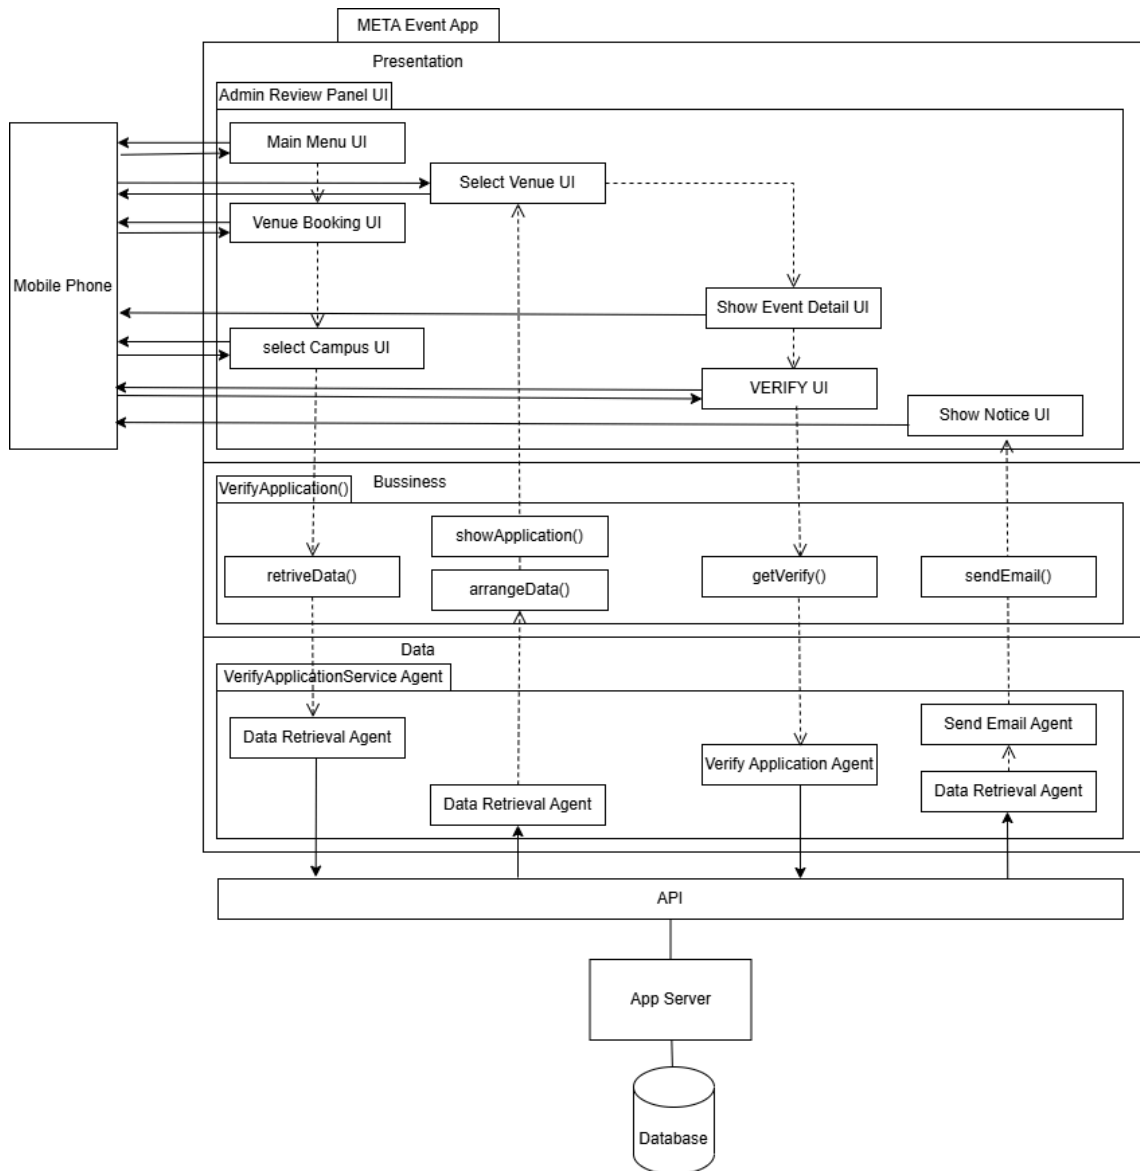 META Event App
Presentation
Admin Review Panel UI
Main Menu UI
Select Venue UI
Venue Booking UI
Mobile Phone
Show Event Detail UI
select Campus UI
VERIFY UI
Show Notice UI
Bussiness
VerifyApplication()
showApplication()
retriveData()
arrangeData()
getVerify()
sendEmail()
Data
VerifyApplicationService Agent
Data Retrieval Agent
Send Email Agent
Verify Application Agent
Data Retrieval Agent
Data Retrieval Agent
API
App Server
Database